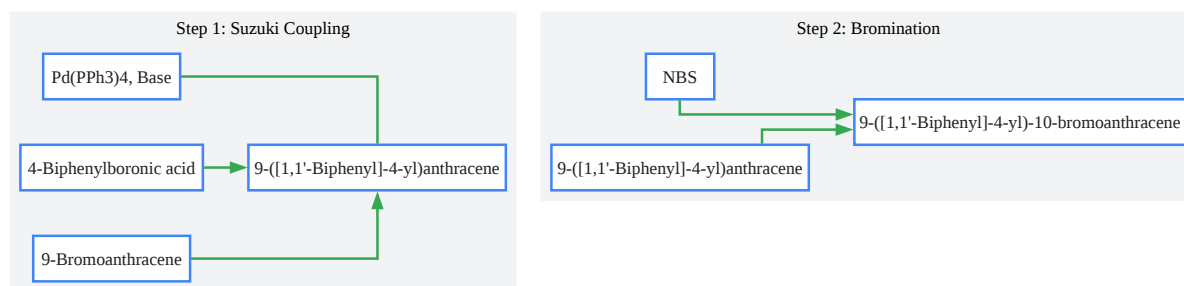 Step 1: Suzuki Coupling
Pd(PPh3)4, Base
4-Biphenylboronic acid
9-([1,1'-Biphenyl]-4-yl)anthracene
9-Bromoanthracene
Step 2: Bromination
NBS
9-([1,1'-Biphenyl]-4-yl)-10-bromoanthracene
9-([1,1'-Biphenyl]-4-yl)anthracene